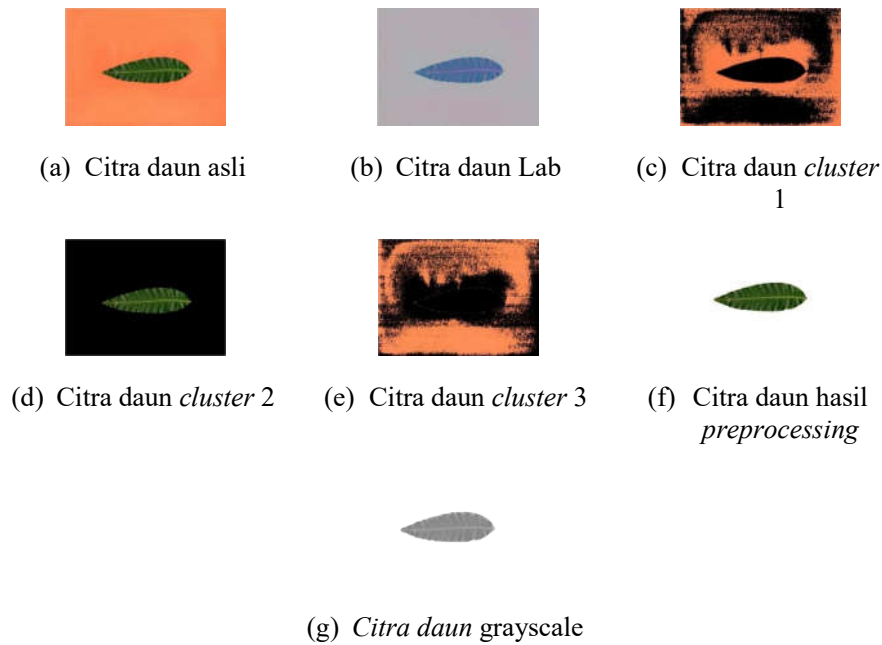 (a) Citra daun asli
(b) Citra daun Lab
(c) Citra daun cluster
1
(d) Citra daun cluster 2
(e) Citra daun cluster 3
(f) Citra daun hasil
preprocessing
(g) Citra daun grayscale